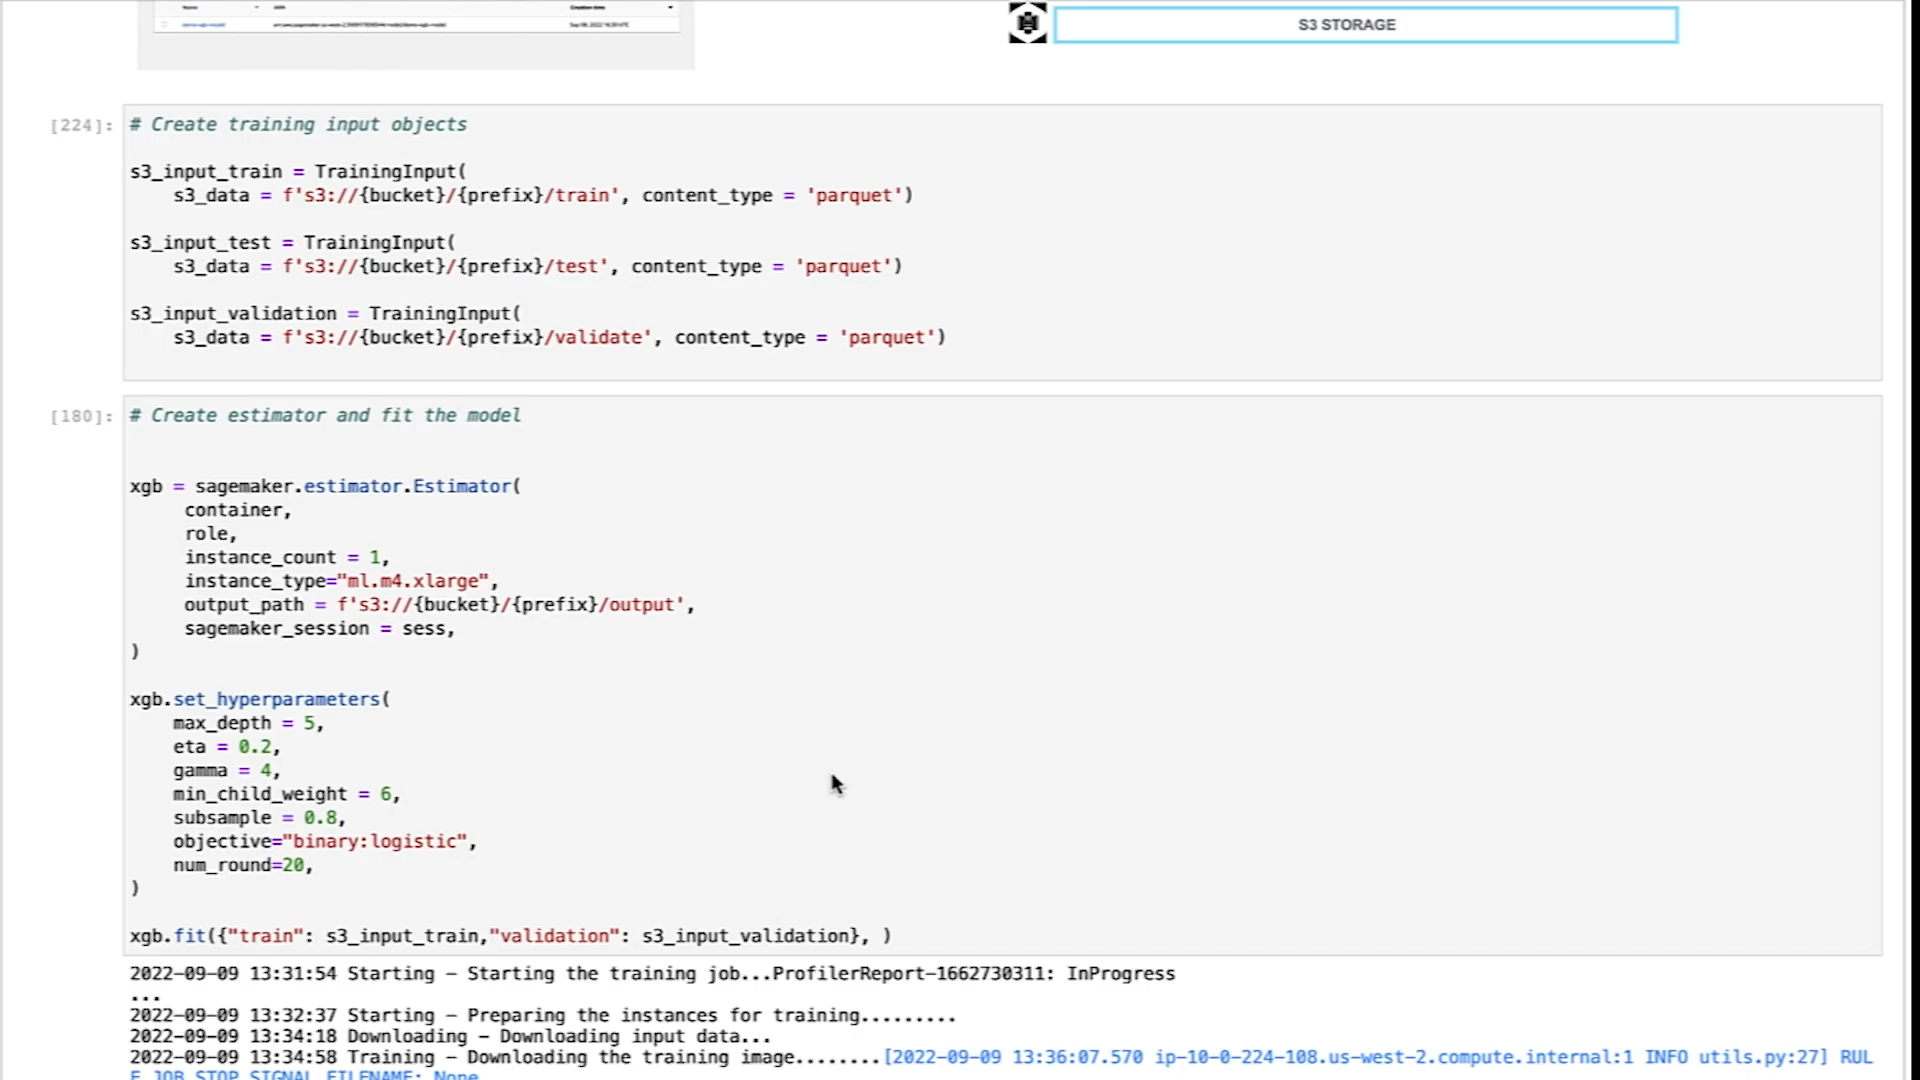 Name Creation time
S3 STORAGE
[224]: # Create training input objects
s3_input_train = TrainingInput(
s3_data = f's3://{bucket}/{prefix}/train', content_type = 'parquet')
s3_input_test = TrainingInput(
s3_data = f's3://{bucket}/{prefix}/test', content_type = 'parquet')
s3_input_validation = TrainingInput(
s3_data = f's3://{bucket}/{prefix}/validate', content_type = 'parquet')
[180]: # Create estimator and fit the model
xgb = sagemaker.estimator.Estimator(
container,
role,
instance_count = 1,
instance_type="ml.m4.xlarge",
output_path = f's3://{bucket}/{prefix}/output',
sagemaker_session = sess,
)
xgb.set_hyperparameters(
max_depth = 5,
eta = 0.2,
gamma = 4,
min_child_weight = 6,
subsample = 0.8,
objective="binary:logistic",
num_round=20,
)
xgb.fit({"train": s3_input_train,"validation": s3_input_validation}, )
2022-09-09 13:31:54 Starting - Starting the training job...ProfilerReport-1662730311: InProgress
...
2022-09-09 13:32:37 Starting - Preparing the instances for training.........
2022-09-09 13:34:18 Downloading - Downloading input data...
2022-09-09 13:34:58 Training - Downloading the training image........[2022-09-09 13:36:07.570 ip-10-0-224-108.us-west-2.compute.internal:1 INFO utils.py:27] RUL
E_JOB_STOP_SIGNAL_FILENAME: None